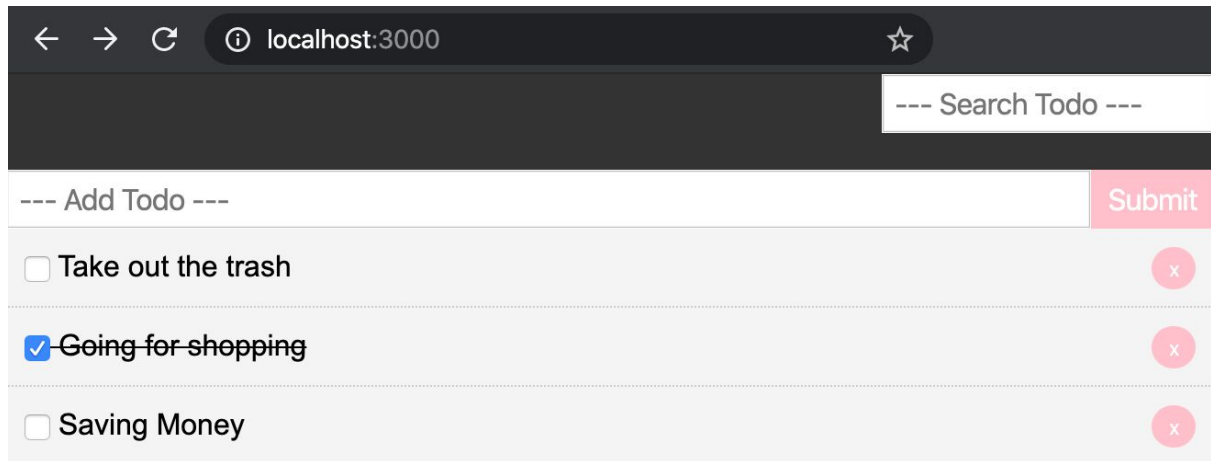 localhost:3000
--- Search Todo ---
--- Add Todo ---
Submit
Take out the trash
x
Going for shopping
x
Saving Money
x